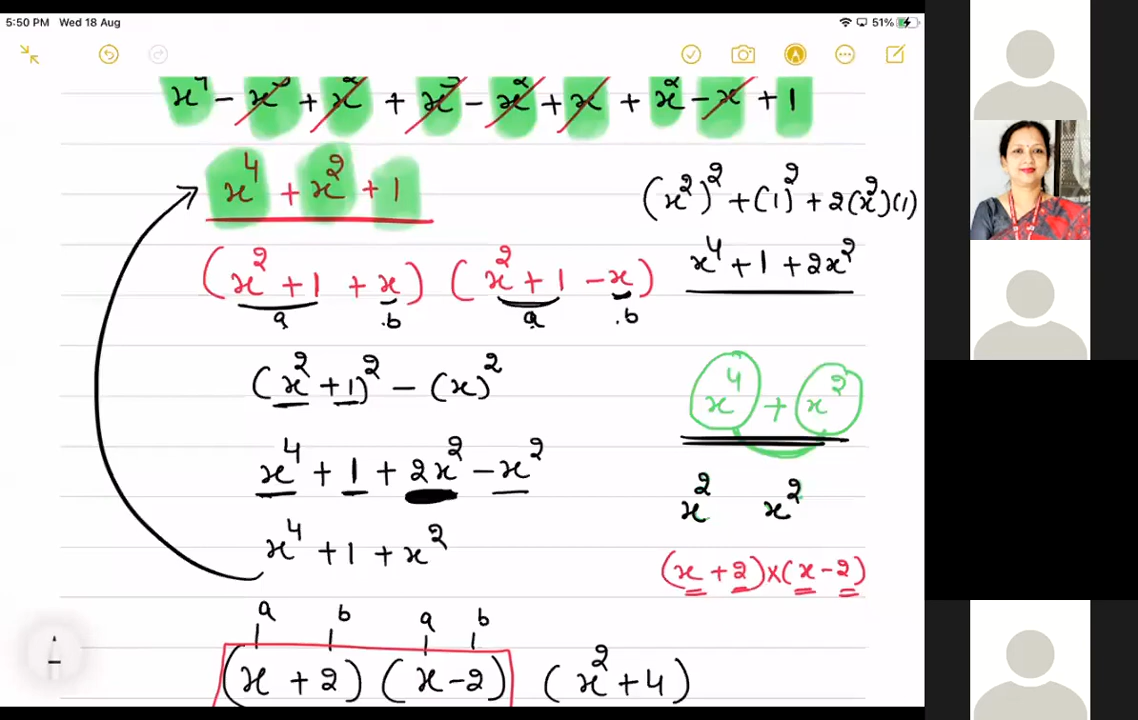 5:50 PM Wed 18 Aug
51%
x⁴ - x³ + x² + x³ - x² + x + x² - x + 1
x⁴ + x² + 1
(x² + 1 + x) (x² + 1 - x)
a .b a .b
(x² + 1)² - (x)²
x⁴ + 1 + 2x² - x²
x⁴ + 1 + x²
a b a b
(x + 2) (x - 2) (x² + 4)
(x²)² + (1)² + 2(x²)(1)
x⁴ + 1 + 2x²
x⁴ + x²
x² x²
(x + 2)×(x - 2)